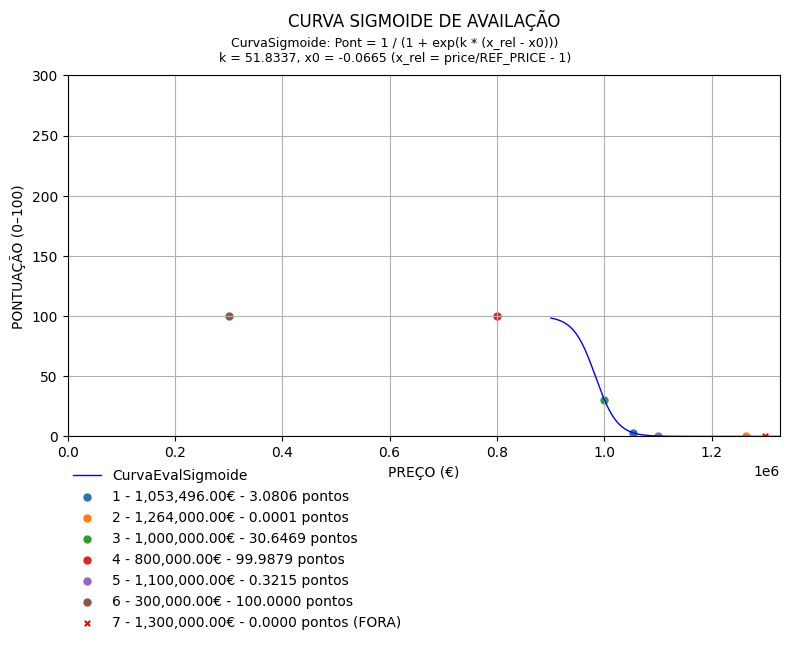 CURVA SIGMOIDE DE AVAILAÇÃO
CurvaSigmoide: Pont = 1 / (1 + exp(k * (x_rel - x0)))
k = 51.8337, x0 = -0.0665 (x_rel = price/REF_PRICE - 1)
300
250
200
150
100
50
0
PONTUAÇÃO (0–100)
0.0 0.2 0.4 0.6 0.8 1.0 1.2
PREÇO (€)
1e6
CurvaEvalSigmoide
1 - 1,053,496.00€ - 3.0806 pontos
2 - 1,264,000.00€ - 0.0001 pontos
3 - 1,000,000.00€ - 30.6469 pontos
4 - 800,000.00€ - 99.9879 pontos
5 - 1,100,000.00€ - 0.3215 pontos
6 - 300,000.00€ - 100.0000 pontos
7 - 1,300,000.00€ - 0.0000 pontos (FORA)